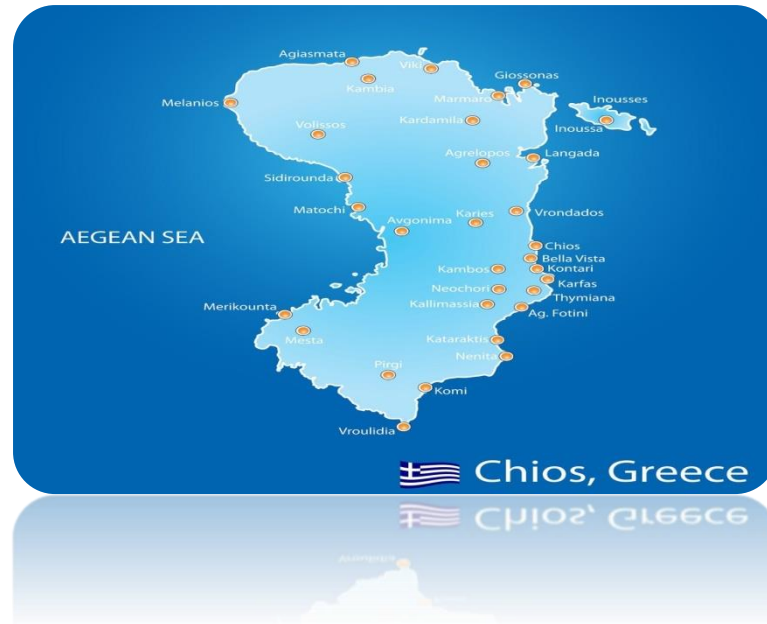 Agiasmata
Viki
Giossonas
Kambia
Marmaro
Inousses
Melanios
Volissos
Kardamila
Inoussa
Agrelopos
Langada
Sidirounda
Matochi
Karies
Vrondados
Avgonima
AEGEAN SEA
Chios
Bella Vista
Kambos
Kontari
Karfas
Neochori
Thymiana
Merikounta
Kallimassia
Ag. Fotini
Mesta
Kataraktis
Nenita
Pirgi
Komi
Vroulidia
Chios, Greece